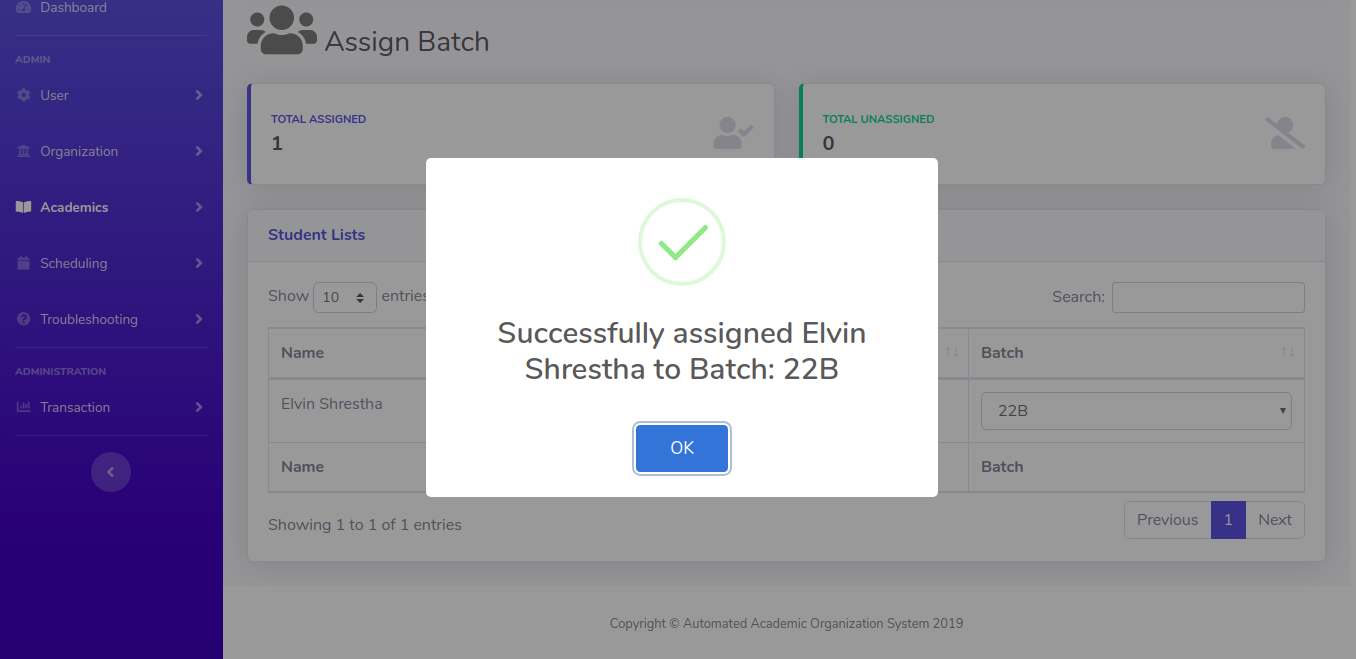 Dashboard
ADMIN
User
Organization
Academics
Scheduling
Troubleshooting
ADMINISTRATION
Transaction
Assign Batch
TOTAL ASSIGNED
1
TOTAL UNASSIGNED
0
Student Lists
Show 10 entries
Search:
Name
Batch
Elvin Shrestha
22B
Name
Batch
Showing 1 to 1 of 1 entries
Previous 1 Next
Successfully assigned Elvin
Shrestha to Batch: 22B
OK
Copyright © Automated Academic Organization System 2019